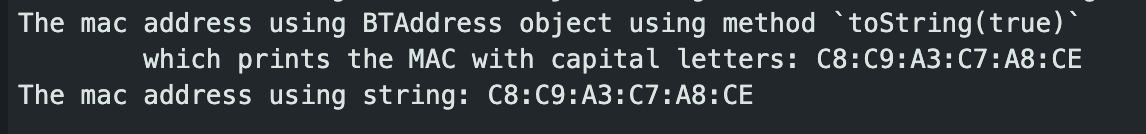 The mac address using BTAddress object using method `toString(true)`
which prints the MAC with capital letters: C8:C9:A3:C7:A8:CE
The mac address using string: C8:C9:A3:C7:A8:CE